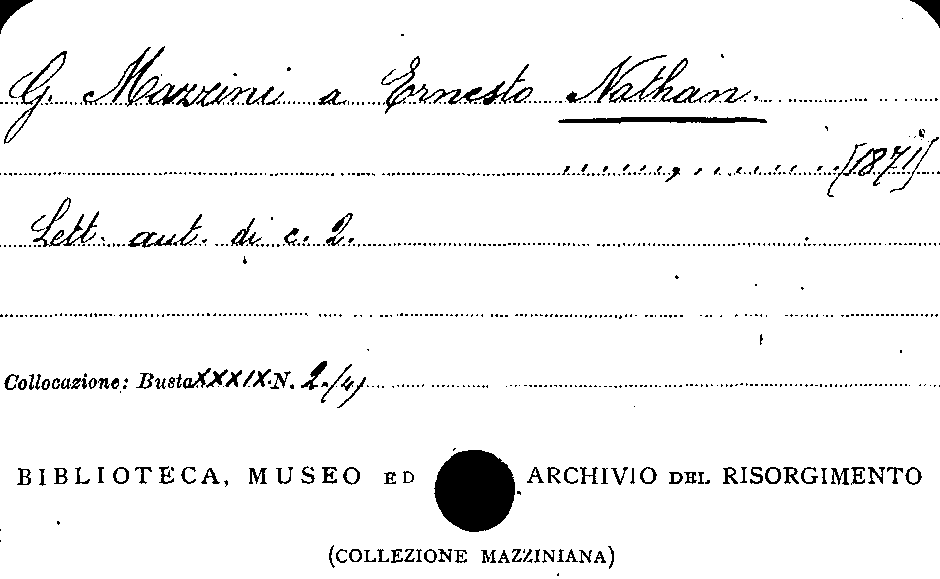 G. Mazzini a Ernesto Nathan.
......, ........ [1871]
Lett. aut. di c. 2.
Collocazione: Busta XXXIX N. 2/4)
BIBLIOTECA, MUSEO ED ARCHIVIO DEL RISORGIMENTO
(COLLEZIONE MAZZINIANA)